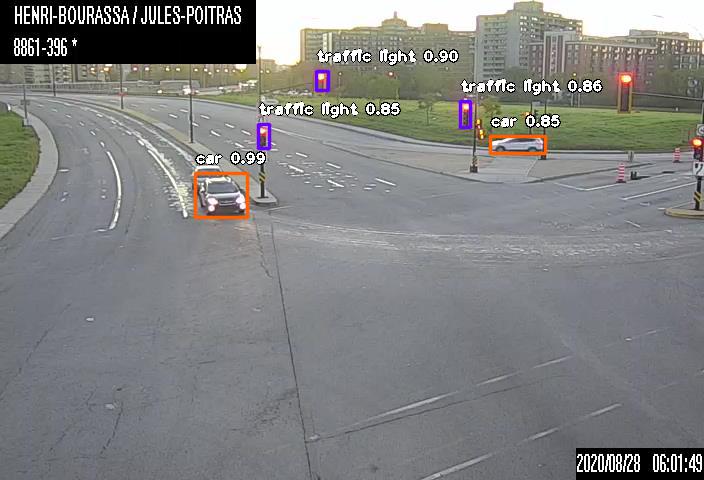 HENRI-BOURASSA / JULES-POITRAS
8861-396 *
traffic light 0.90
traffic light 0.86
traffic light 0.85
car 0.85
car 0.99
2020/08/28 06:01:49